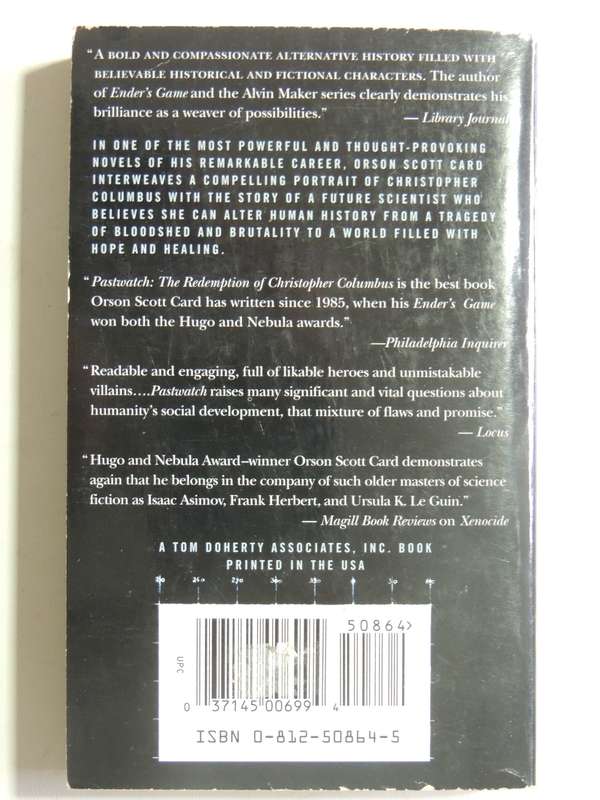 “A BOLD AND COMPASSIONATE ALTERNATIVE HISTORY FILLED WITH
BELIEVABLE HISTORICAL AND FICTIONAL CHARACTERS. The author
of Ender's Game and the Alvin Maker series clearly demonstrates his
brilliance as a weaver of possibilities.”
— Library Journal
IN ONE OF THE MOST POWERFUL AND THOUGHT-PROVOKING
NOVELS OF HIS REMARKABLE CAREER, ORSON SCOTT CARD
INTERWEAVES A COMPELLING PORTRAIT OF CHRISTOPHER
COLUMBUS WITH THE STORY OF A FUTURE SCIENTIST WHO
BELIEVES SHE CAN ALTER HUMAN HISTORY FROM A TRAGEDY
OF BLOODSHED AND BRUTALITY TO A WORLD FILLED WITH
HOPE AND HEALING.
“Pastwatch: The Redemption of Christopher Columbus is the best book
Orson Scott Card has written since 1985, when his Ender's Game
won both the Hugo and Nebula awards.”
—Philadelphia Inquirer
“Readable and engaging, full of likable heroes and unmistakable
villains....Pastwatch raises many significant and vital questions about
humanity's social development, that mixture of flaws and promise.”
— Locus
“Hugo and Nebula Award–winner Orson Scott Card demonstrates
again that he belongs in the company of such older masters of science
fiction as Isaac Asimov, Frank Herbert, and Ursula K. Le Guin.”
— Magill Book Reviews on Xenocide
A TOM DOHERTY ASSOCIATES, INC. BOOK
PRINTED IN THE USA
50864>
UPC
0 37145 00699 4
ISBN 0-812-50864-5